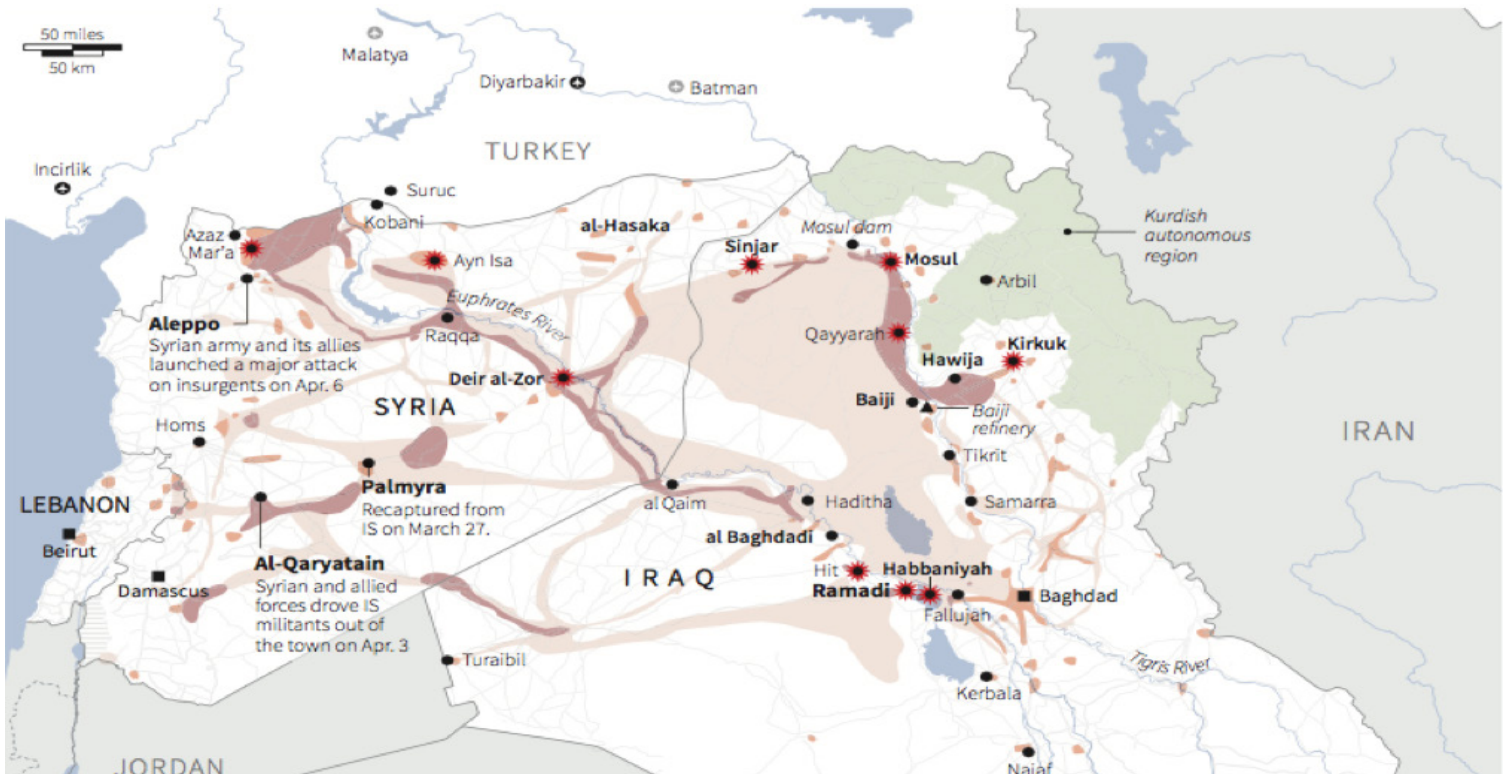 50 miles
50 km
Malatya
Diyarbakir
Batman
TURKEY
Incirlik
Suruc
Kobani
Azaz
Mar'a
al-Hasaka
Ayn Isa
Sinjar
Mosul dam
Mosul
Kurdish
autonomous
region
Arbil
Euphrates River
Raqqa
Aleppo
Syrian army and its allies
launched a major attack
on insurgents on Apr. 6
Qayyarah
Hawija
Kirkuk
Deir al-Zor
Baiji
Baiji
refinery
SYRIA
Homs
IRAN
Tikrit
Palmyra
Recaptured from
IS on March 27.
al Qaim
Haditha
Samarra
LEBANON
Beirut
al Baghdadi
Al-Qaryatain
Syrian and allied
forces drove IS
militants out of
the town on Apr. 3
Damascus
IRAQ
Hit
Habbaniyah
Ramadi
Fallujah
Baghdad
Turaibil
Tigris River
Kerbala
Najaf
JORDAN